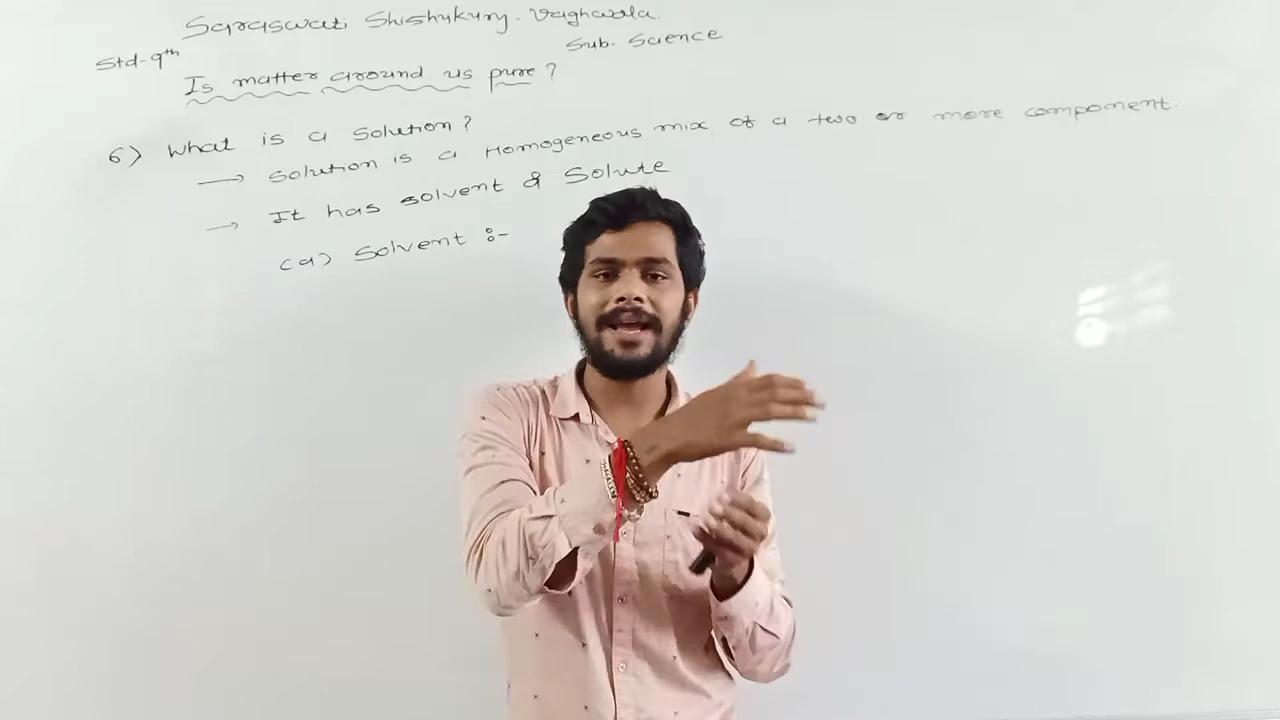 Saraswati Shishukunj. Vaghwala.
Std-9th
Sub- Science
Is matter around us pure ?
6) What is a Solution ?
→ Solution is a Homogeneous mix of a two or more component.
→ It has solvent & Solute
(a) Solvent :-